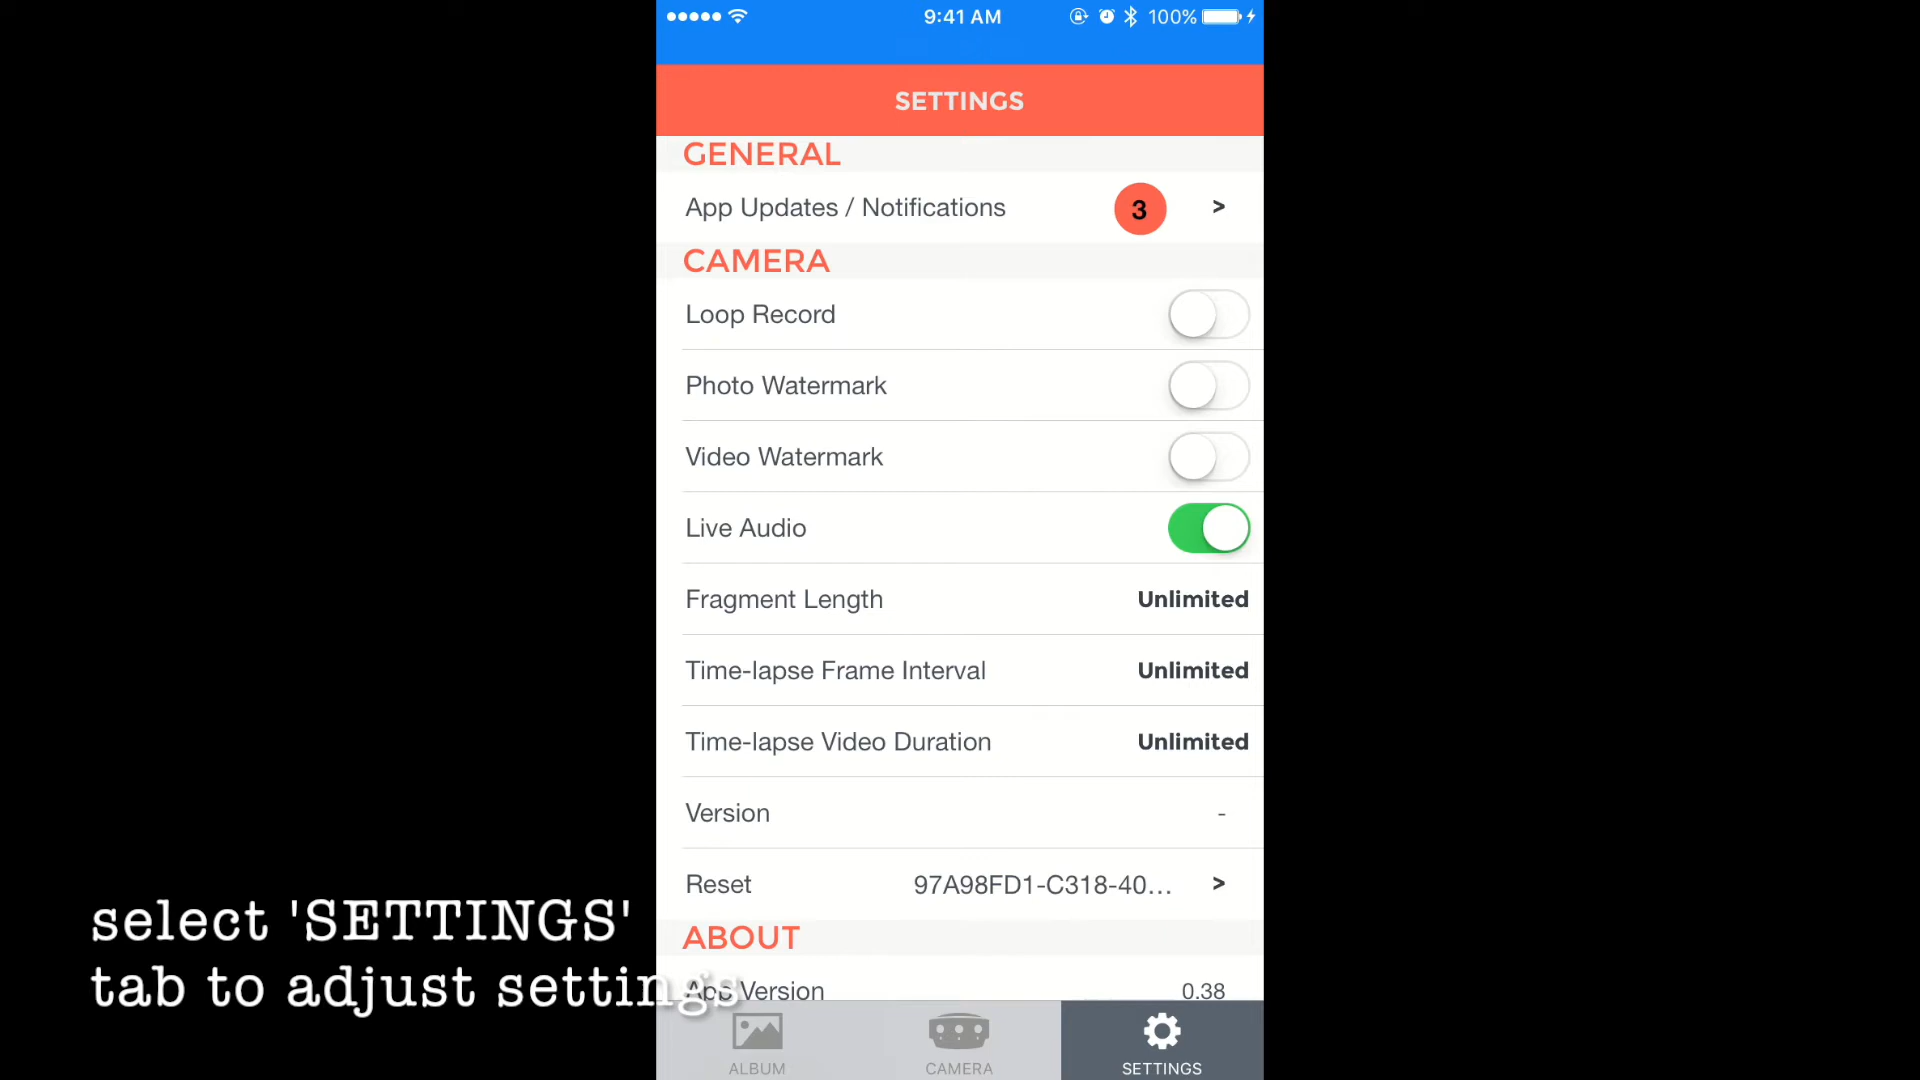 9:41 AM 100%
SETTINGS
GENERAL
App Updates / Notifications 3 >
CAMERA
Loop Record
Photo Watermark
Video Watermark
Live Audio
Fragment Length Unlimited
Time-lapse Frame Interval Unlimited
Time-lapse Video Duration Unlimited
Version -
Reset 97A98FD1-C318-40... >
ABOUT
App Version 0.38
ALBUM CAMERA SETTINGS
select 'SETTINGS'
tab to adjust settings